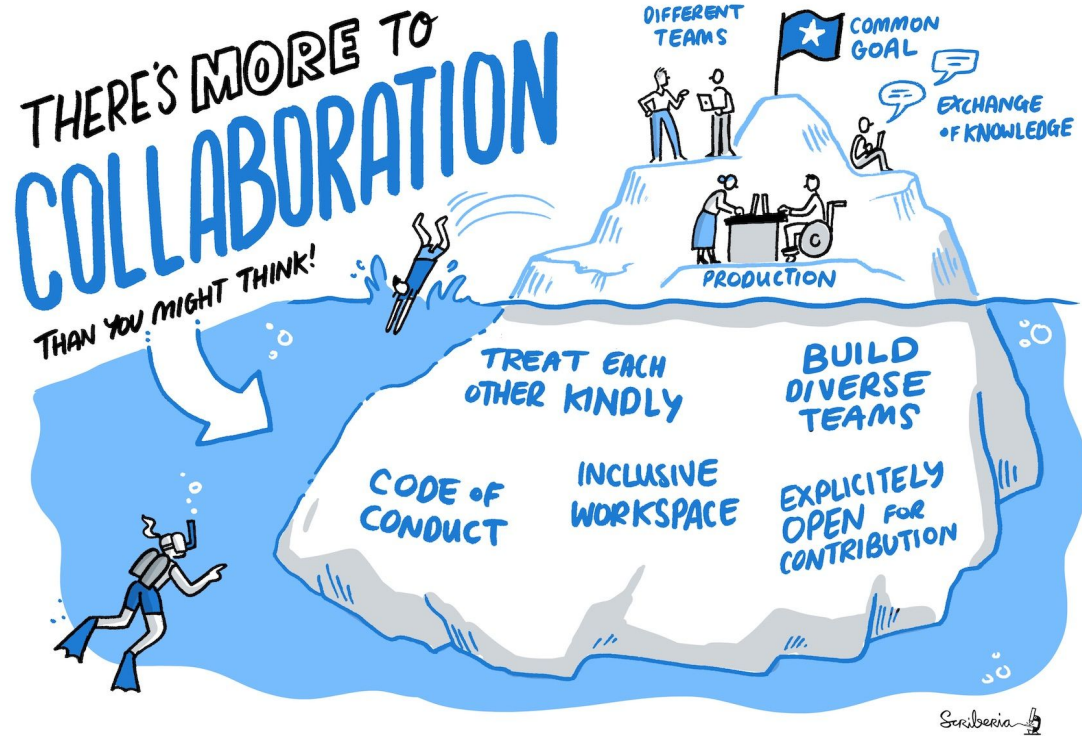 THERE'S MORE TO
COLLABORATION
THAN YOU MIGHT THINK!
DIFFERENT
TEAMS
COMMON
GOAL
EXCHANGE
OF KNOWLEDGE
PRODUCTION
TREAT EACH
OTHER KINDLY
BUILD
DIVERSE
TEAMS
CODE OF
CONDUCT
INCLUSIVE
WORKSPACE
EXPLICITELY
OPEN FOR
CONTRIBUTION
Scriberia